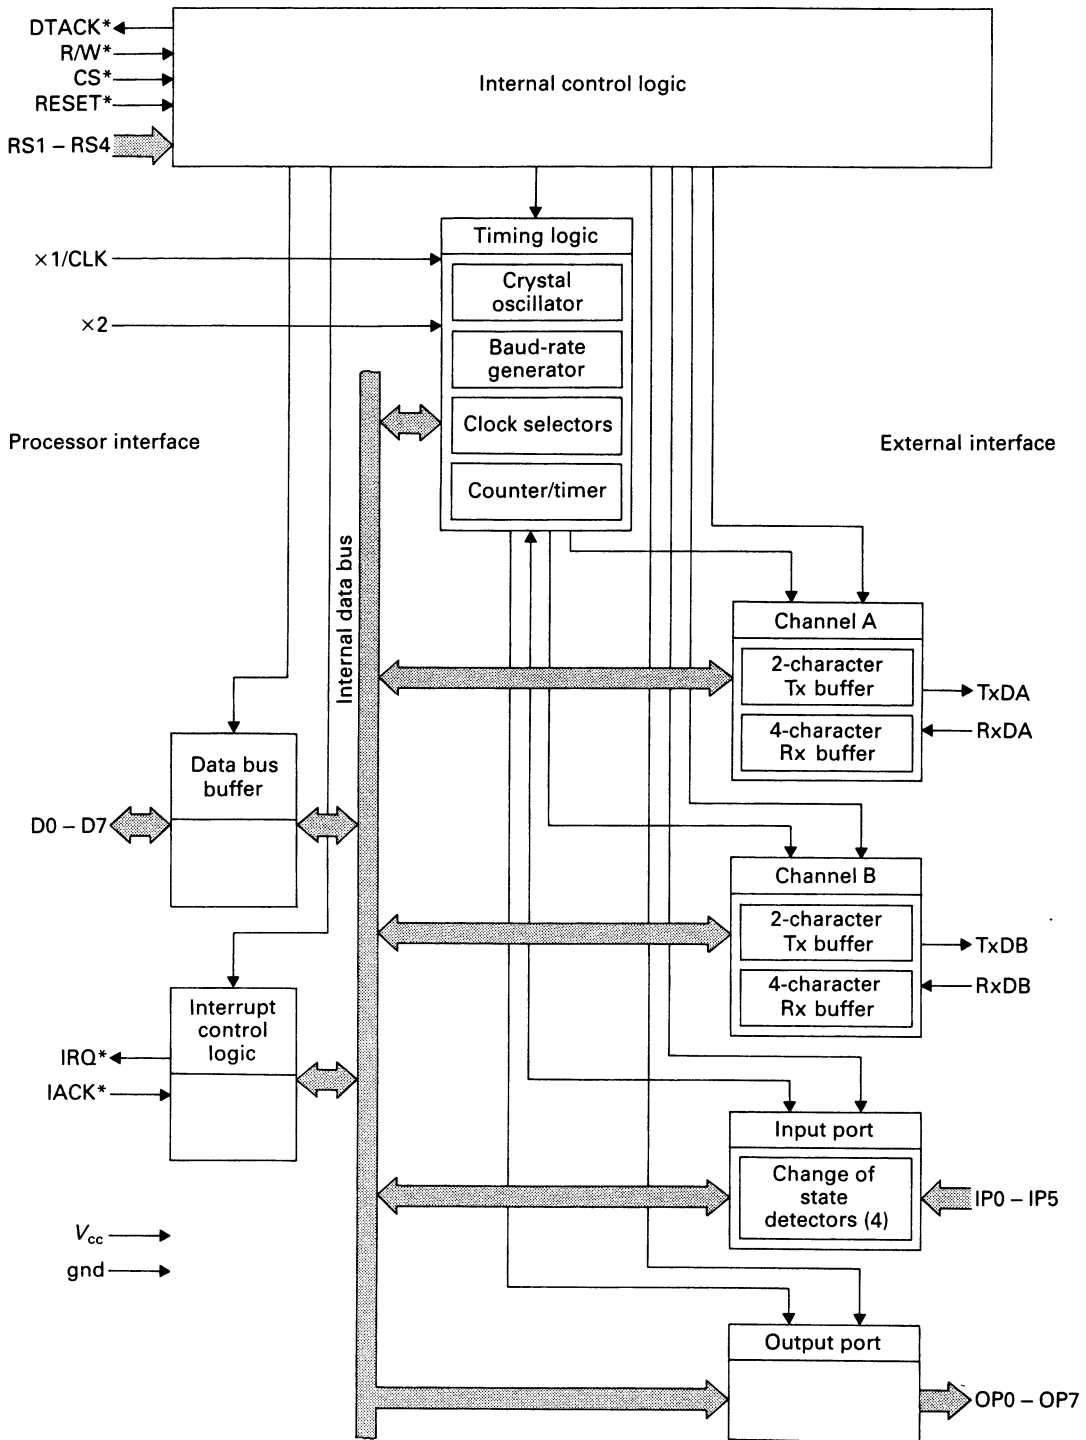 DTACK*
R/W*
CS*
RESET*
RS1 – RS4
Internal control logic
×1/CLK
×2
Timing logic
Crystal
oscillator
Baud-rate
generator
Clock selectors
Counter/timer
Processor interface
External interface
Internal data bus
Channel A
2-character
Tx buffer
4-character
Rx buffer
TxDA
RxDA
Data bus
buffer
D0 – D7
Channel B
2-character
Tx buffer
4-character
Rx buffer
TxDB
RxDB
Interrupt
control
logic
IRQ*
IACK*
Input port
Change of
state
detectors (4)
IP0 – IP5
Vcc
gnd
Output port
OP0 – OP7